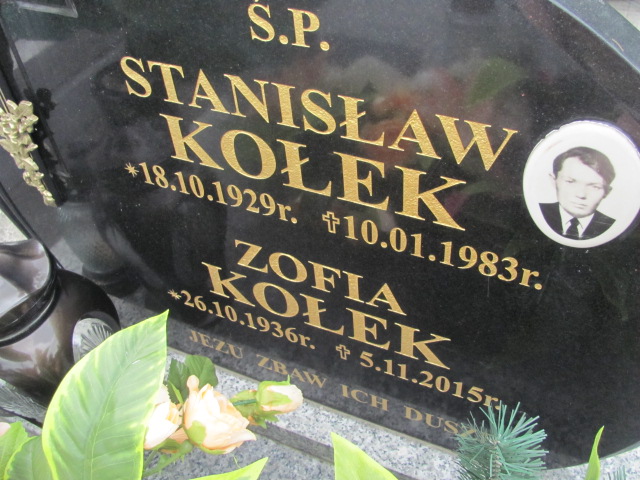 Ś.P.
STANISŁAW
KOŁEK
*18.10.1929r. ✝10.01.1983r.
ZOFIA
KOŁEK
*26.10.1936r. ✝5.11.2015r.
JEZU ZBAW ICH